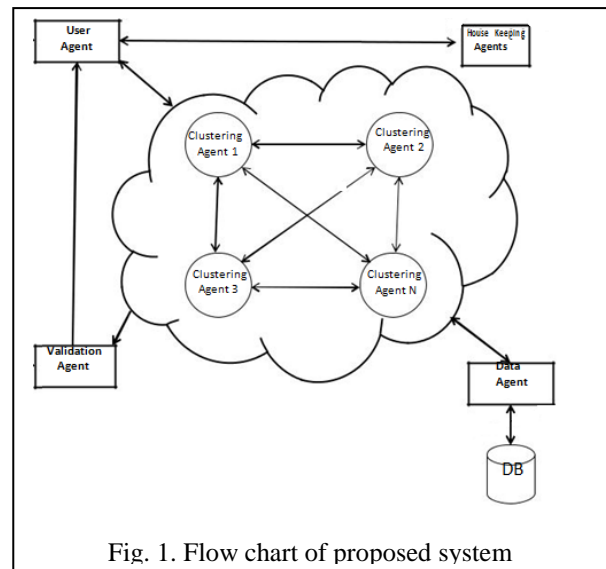 User
Agent
House Keeping
Agents
Clustering
Agent 1
Clustering
Agent 2
Clustering
Agent 3
Clustering
Agent N
Validation
Agent
Data
Agent
DB
Fig. 1. Flow chart of proposed system